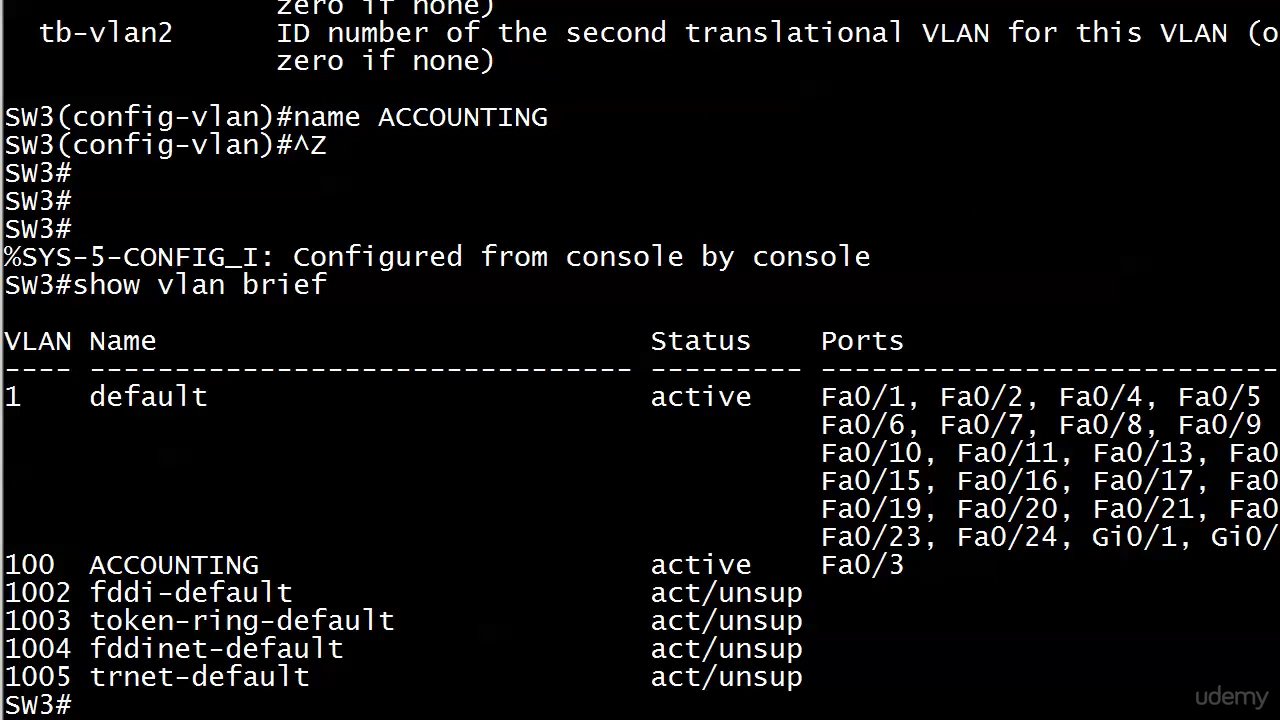 zero if none)
tb-vlan2 ID number of the second translational VLAN for this VLAN (o
zero if none)
SW3(config-vlan)#name ACCOUNTING
SW3(config-vlan)#^Z
SW3#
SW3#
SW3#
%SYS-5-CONFIG_I: Configured from console by console
SW3#show vlan brief
VLAN Name Status Ports
---- -------------------------------- --------- ---------------------------
1 default active Fa0/1, Fa0/2, Fa0/4, Fa0/5
Fa0/6, Fa0/7, Fa0/8, Fa0/9
Fa0/10, Fa0/11, Fa0/13, Fa0
Fa0/15, Fa0/16, Fa0/17, Fa0
Fa0/19, Fa0/20, Fa0/21, Fa0
Fa0/23, Fa0/24, Gi0/1, Gi0/
100 ACCOUNTING active Fa0/3
1002 fddi-default act/unsup
1003 token-ring-default act/unsup
1004 fddinet-default act/unsup
1005 trnet-default act/unsup
SW3#
udemy